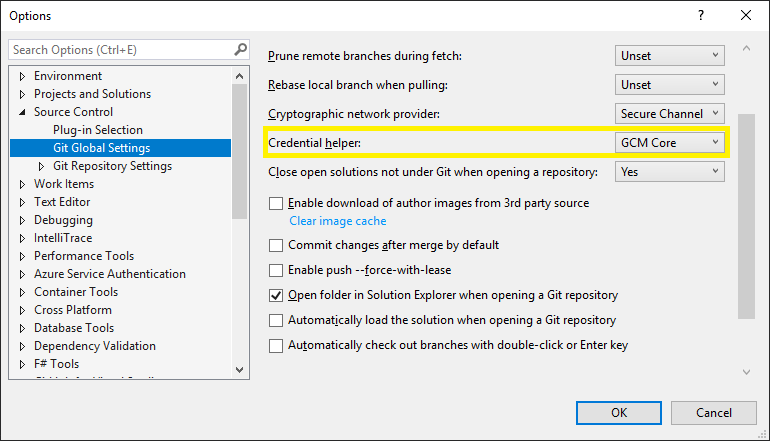 Options
?
Search Options (Ctrl+E)
Environment
Projects and Solutions
Source Control
Plug-in Selection
Git Global Settings
Git Repository Settings
Work Items
Text Editor
Debugging
IntelliTrace
Performance Tools
Azure Service Authentication
Container Tools
Cross Platform
Database Tools
Dependency Validation
F# Tools
Prune remote branches during fetch: Unset
Rebase local branch when pulling: Unset
Cryptographic network provider: Secure Channel
Credential helper: GCM Core
Close open solutions not under Git when opening a repository: Yes
Enable download of author images from 3rd party source
Clear image cache
Commit changes after merge by default
Enable push --force-with-lease
Open folder in Solution Explorer when opening a Git repository
Automatically load the solution when opening a Git repository
Automatically check out branches with double-click or Enter key
OK Cancel